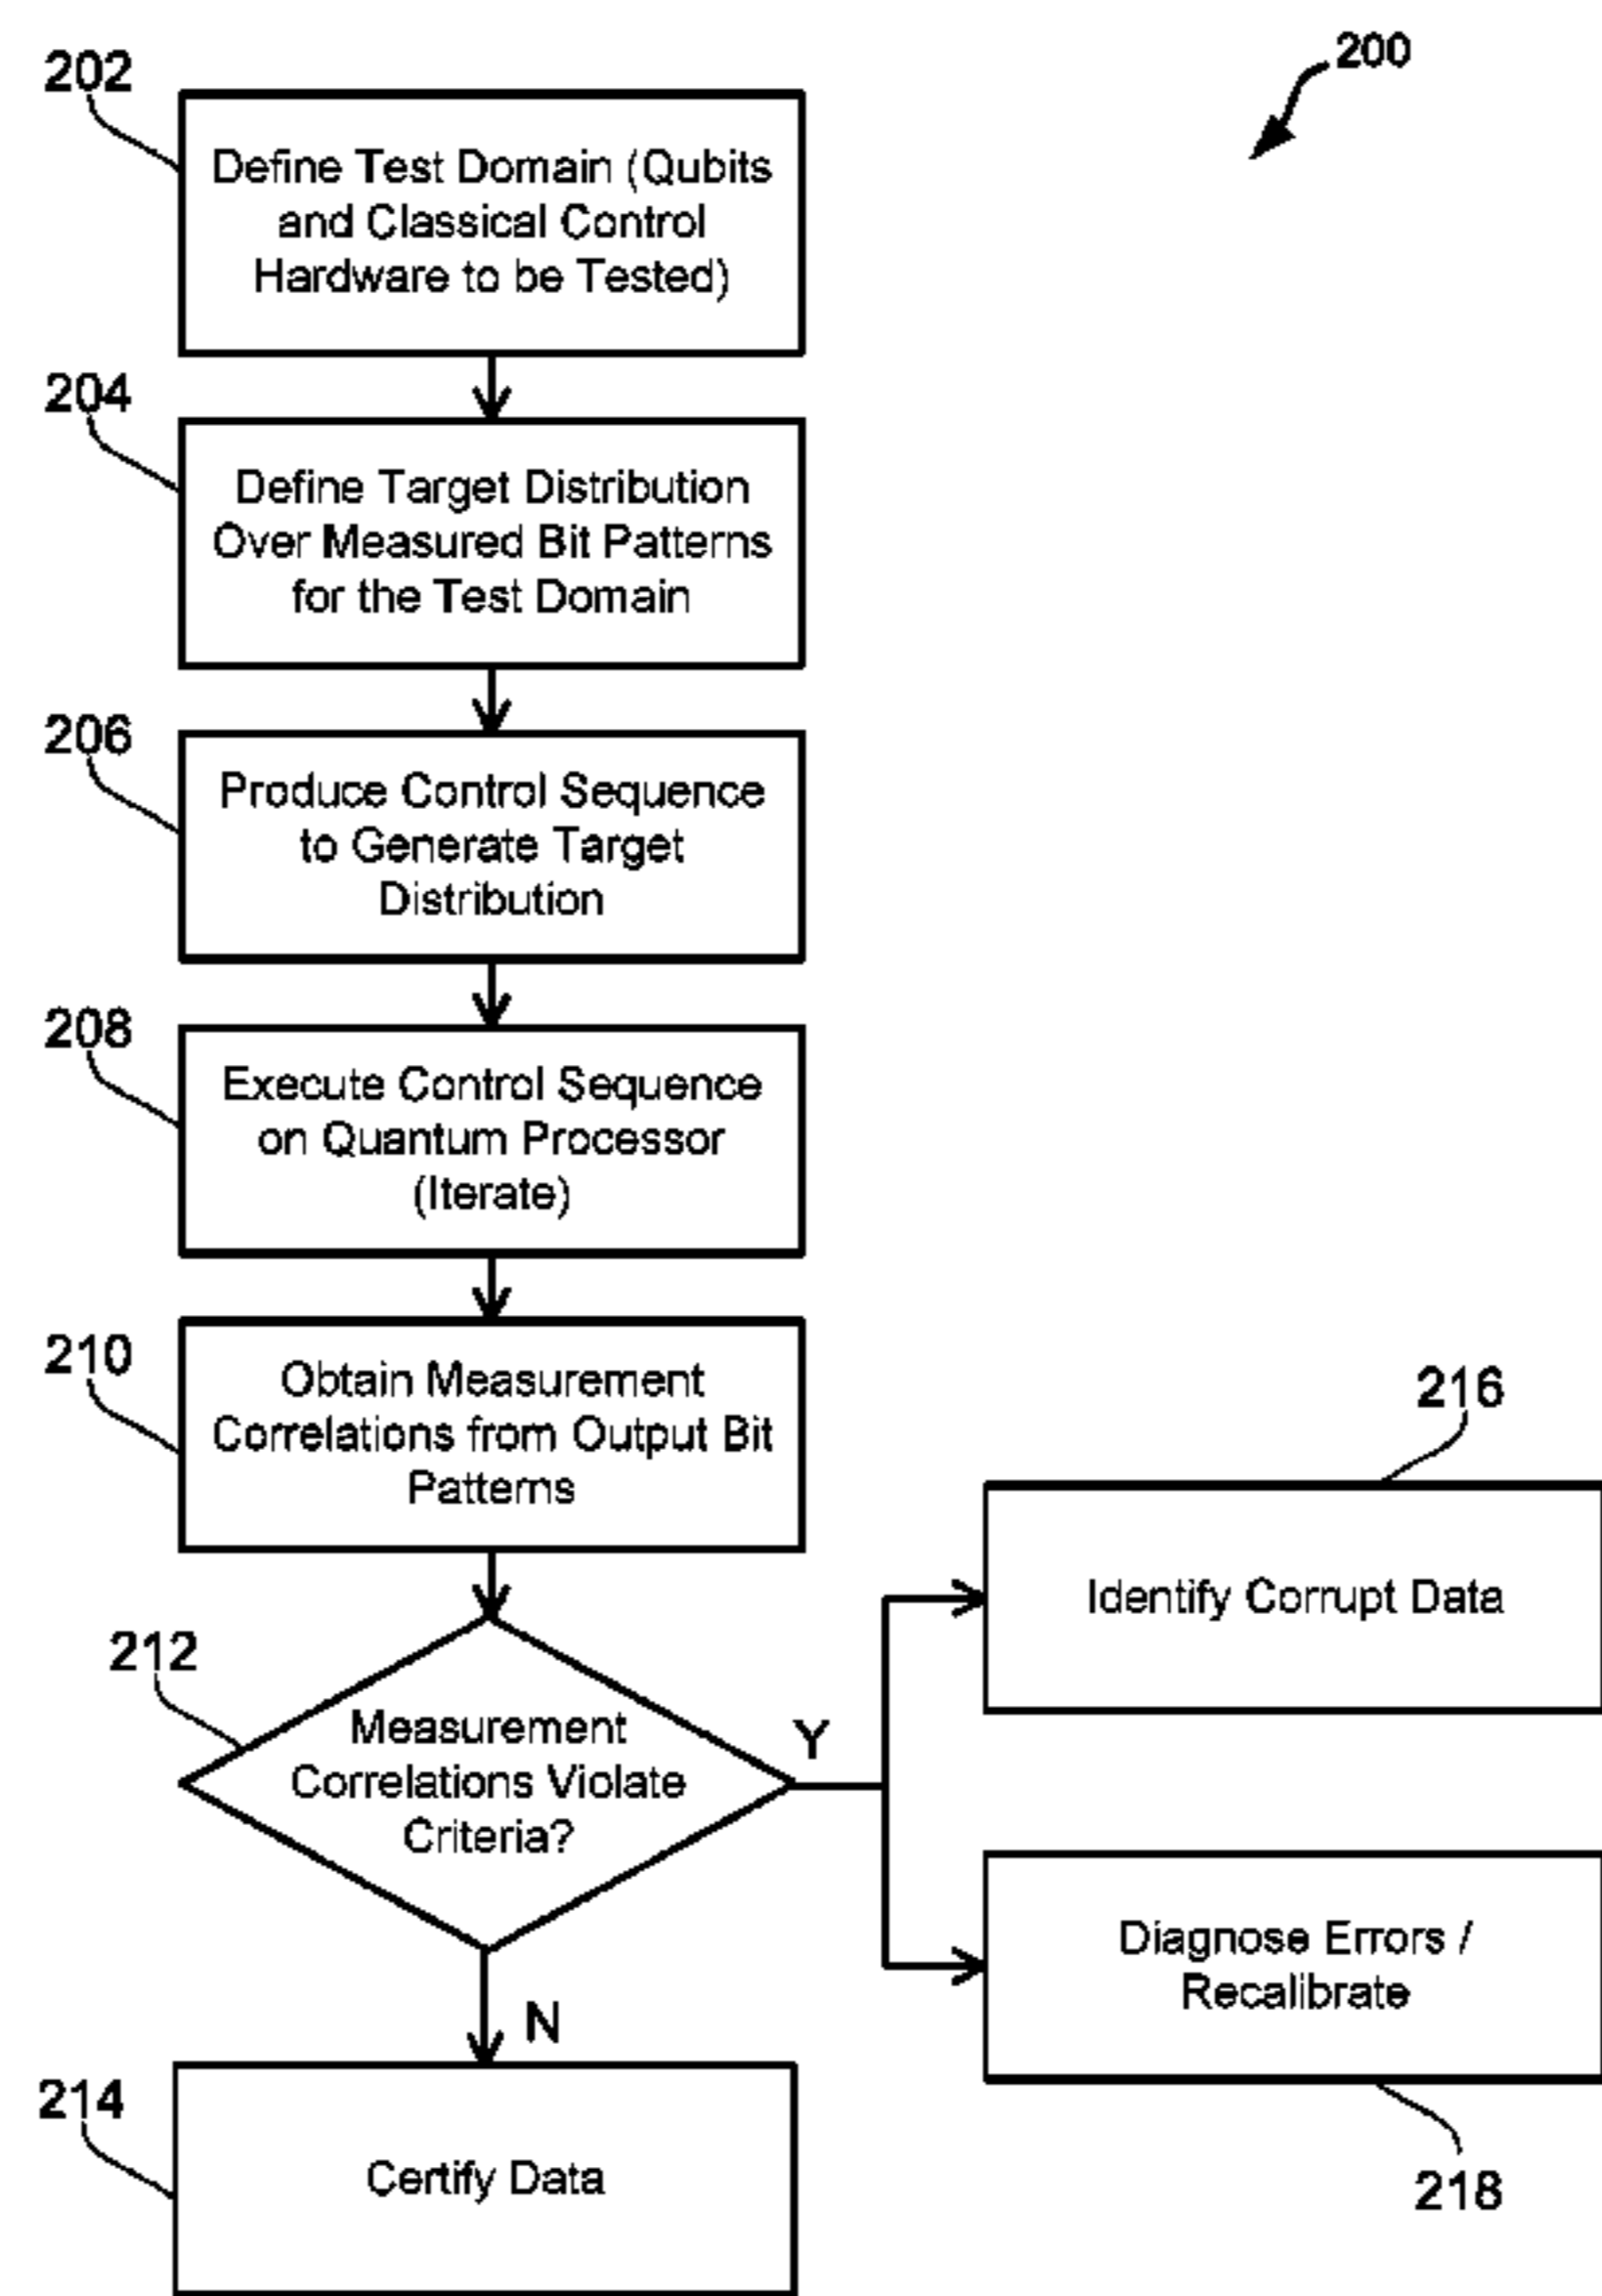 200
202
Define Test Domain (Qubits
and Classical Control
Hardware to be Tested)
204
Define Target Distribution
Over Measured Bit Patterns
for the Test Domain
206
Produce Control Sequence
to Generate Target
Distribution
208
Execute Control Sequence
on Quantum Processor
(Iterate)
210
Obtain Measurement
Correlations from Output Bit
Patterns
212
Measurement
Correlations Violate
Criteria?
Y
N
216
Identify Corrupt Data
Diagnose Errors /
Recalibrate
218
214
Certify Data